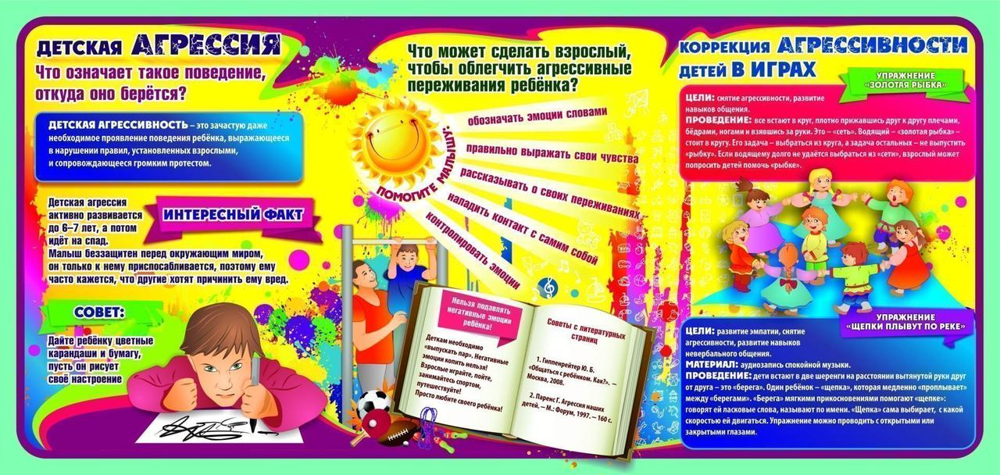 ДЕТСКАЯ АГРЕССИЯ
Что означает такое поведение,
откуда оно берётся?
ДЕТСКАЯ АГРЕССИВНОСТЬ – это зачастую даже
необходимое проявление поведения ребёнка, выражающееся
в нарушении правил, установленных взрослыми,
и сопровождающееся громким протестом.
ИНТЕРЕСНЫЙ ФАКТ
Детская агрессия
активно развивается
до 6–7 лет, а потом
идёт на спад.
Малыш беззащитен перед окружающим миром,
он только к нему приспосабливается, поэтому ему
часто кажется, что другие хотят причинить ему вред.
СОВЕТ:
Дайте ребёнку цветные
карандаши и бумагу,
пусть он рисует
своё настроение
Что может сделать взрослый,
чтобы облегчить агрессивные
переживания ребёнка?
ПОМОГИТЕ МАЛЫШУ:
обозначать эмоции словами
правильно выражать свои чувства
рассказывать о своих переживаниях
наладить контакт с самим собой
контролировать эмоции
Нельзя подавлять
негативные эмоции
ребёнка!
Деткам необходимо
«выпускать пар». Негативные
эмоции копить нельзя!
Взрослые играйте, пойте,
занимайтесь спортом,
путешествуйте!
Просто любите своего ребёнка!
Советы с литературных
страниц
1. Гиппенрейтер Ю. Б.
«Общаться с ребёнком. Как?». –
Москва, 2008.
2. Паренс Г. Агрессия наших
детей. – М.: Форум, 1997. – 160 с.
КОРРЕКЦИЯ АГРЕССИВНОСТИ
ДЕТЕЙ В ИГРАХ
УПРАЖНЕНИЕ
«ЗОЛОТАЯ РЫБКА»
ЦЕЛИ: снятие агрессивности, развитие
навыков общения.
ПРОВЕДЕНИЕ: все встают в круг, плотно прижавшись друг к другу плечами,
бёдрами, ногами и взявшись за руки. Это – «сеть». Водящий – «золотая рыбка» –
стоит в кругу. Его задача – выбраться из круга, а задача остальных – не выпустить
«рыбку». Если водящему долго не удаётся выбраться из «сети», взрослый может
попросить детей помочь «рыбке».
УПРАЖНЕНИЕ
«ЩЕПКИ ПЛЫВУТ ПО РЕКЕ»
ЦЕЛИ: развитие эмпатии, снятие
агрессивности, развитие навыков
невербального общения.
МАТЕРИАЛ: аудиозапись спокойной музыки.
ПРОВЕДЕНИЕ: дети встают в две шеренги на расстоянии вытянутой руки друг
от друга – это «берега». Один ребёнок – «щепка», которая медленно «проплывает»
между «берегами». «Берега» мягкими прикосновениями помогают «щепке»:
говорят ей ласковые слова, называют по имени. «Щепка» сама выбирает, с какой
скоростью ей двигаться. Упражнение можно проводить с открытыми или
закрытыми глазами.